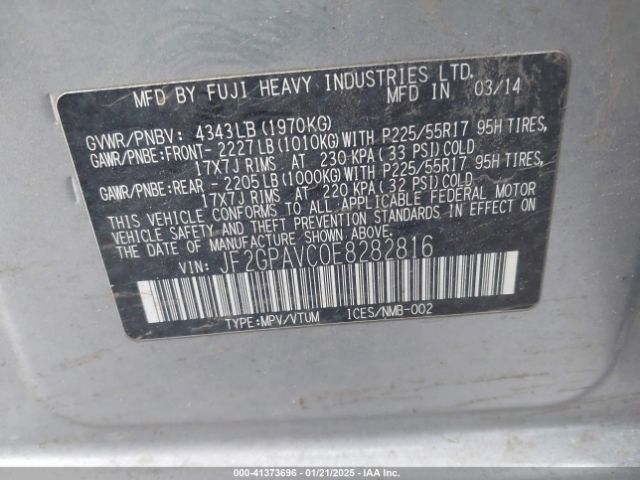 MFD BY FUJI HEAVY INDUSTRIES LTD.
MFD IN 03/14
GVWR/PNBV: 4343LB(1970KG)
GAWR/PNBE:FRONT- 2227LB(1010KG)WITH P225/55R17 95H TIRES,
17X7J RIMS AT 230 KPA(33 PSI)COLD
GAWR/PNBE:REAR - 2205LB(1000KG)WITH P225/55R17 95H TIRES,
17X7J RIMS AT 220 KPA(32 PSI)COLD
THIS VEHICLE CONFORMS TO ALL APPLICABLE FEDERAL MOTOR
VEHICLE SAFETY AND THEFT PREVENTION STANDARDS IN EFFECT ON
THE DATE OF MANUFACTURE SHOWN ABOVE.
VIN: JF2GPAVC0E8282816
TYPE:MPV/VTUM ICES/NMB-002
000-41373696 - 01/21/2025 - IAA Inc.